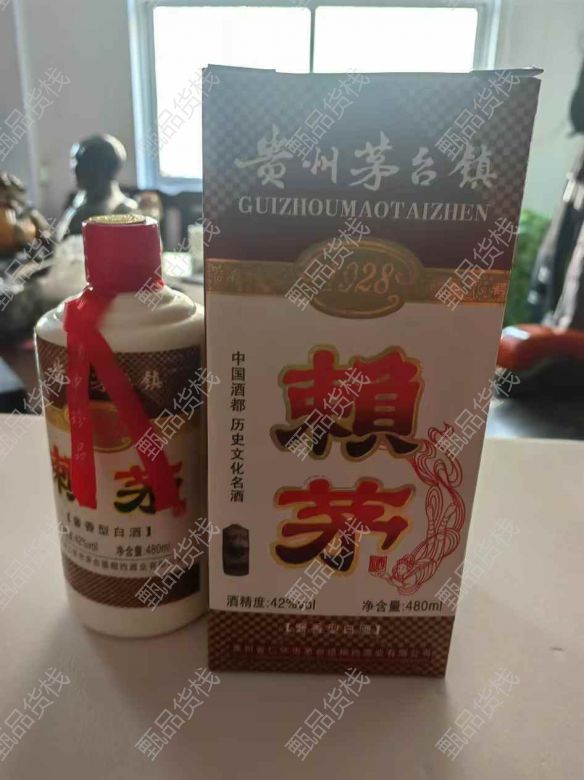 贵州茅台镇
GUIZHOUMAOTAIZHEN
1928
中国酒都 历史文化名酒
賴茅
酒精度:42%vol 净含量:480ml
【酱香型白酒】
賴茅
【酱香型白酒】
42%vol 净含量:480ml
甄品货栈